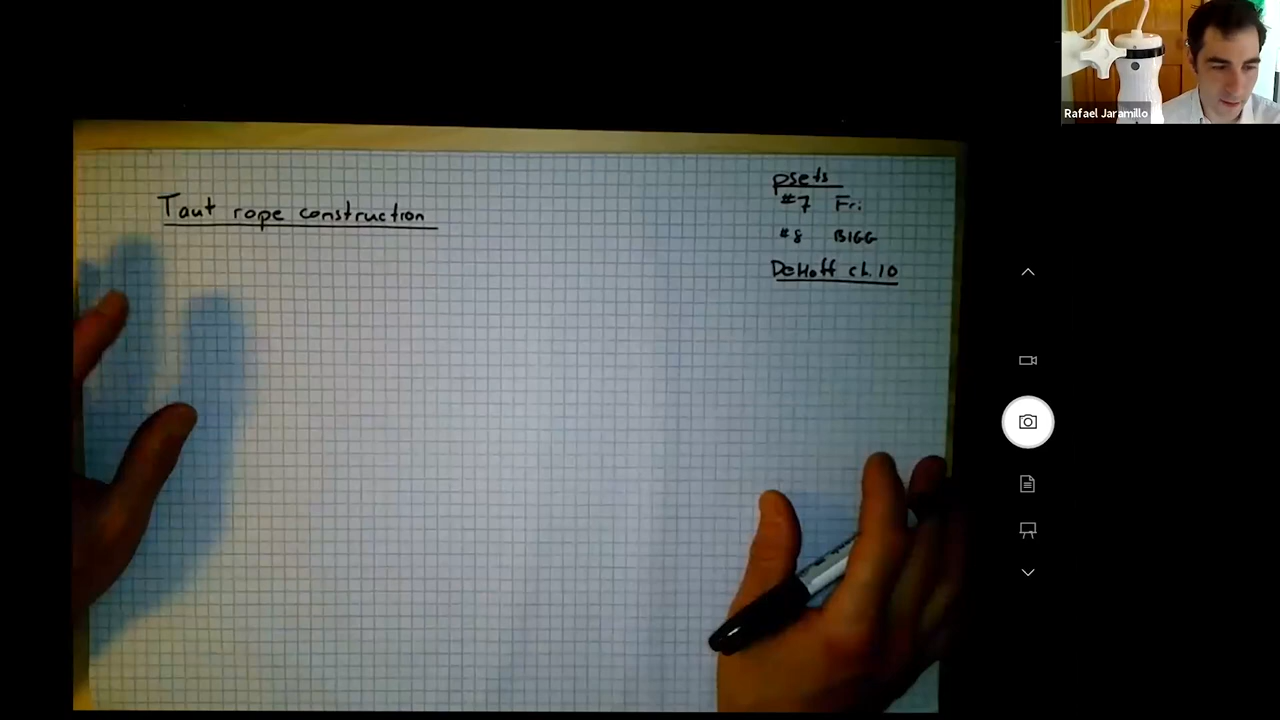 Rafael Jaramillo
psets
#7 Fri
#8 BIGG
Taut rope construction
DeHoff ch. 10